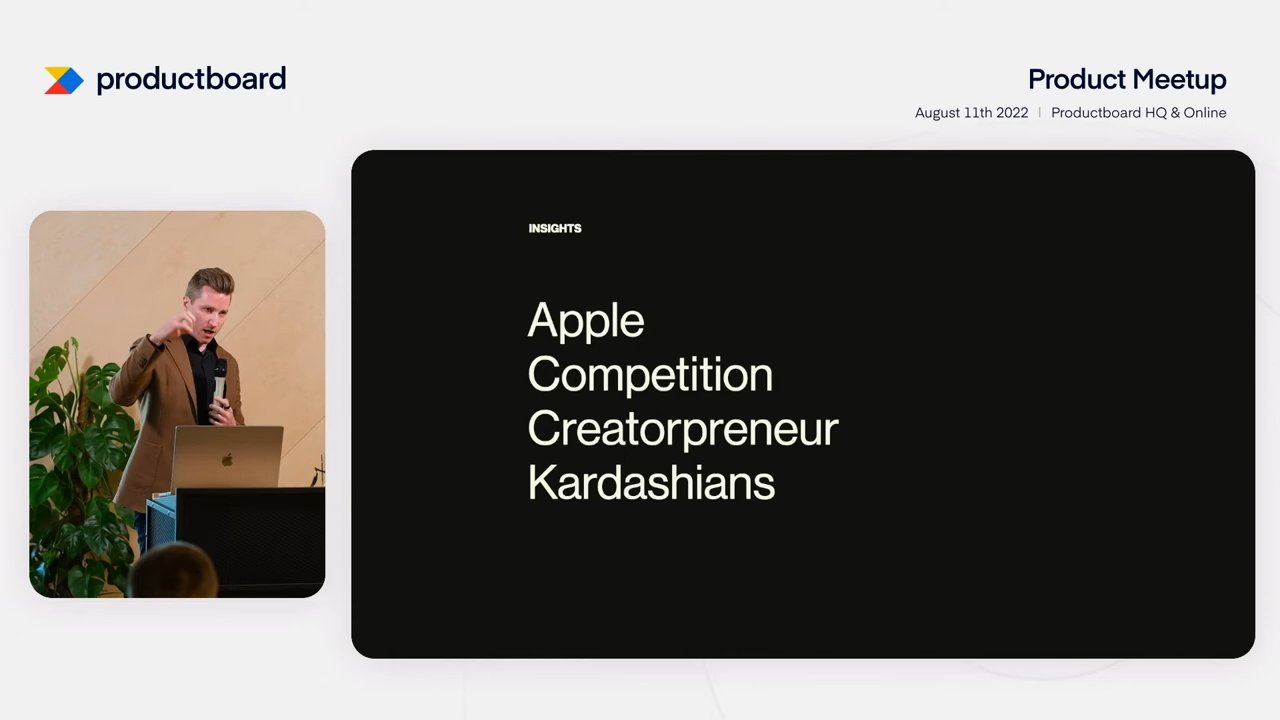 productboard
Product Meetup
August 11th 2022 | Productboard HQ & Online
INSIGHTS
Apple
Competition
Creatorpreneur
Kardashians